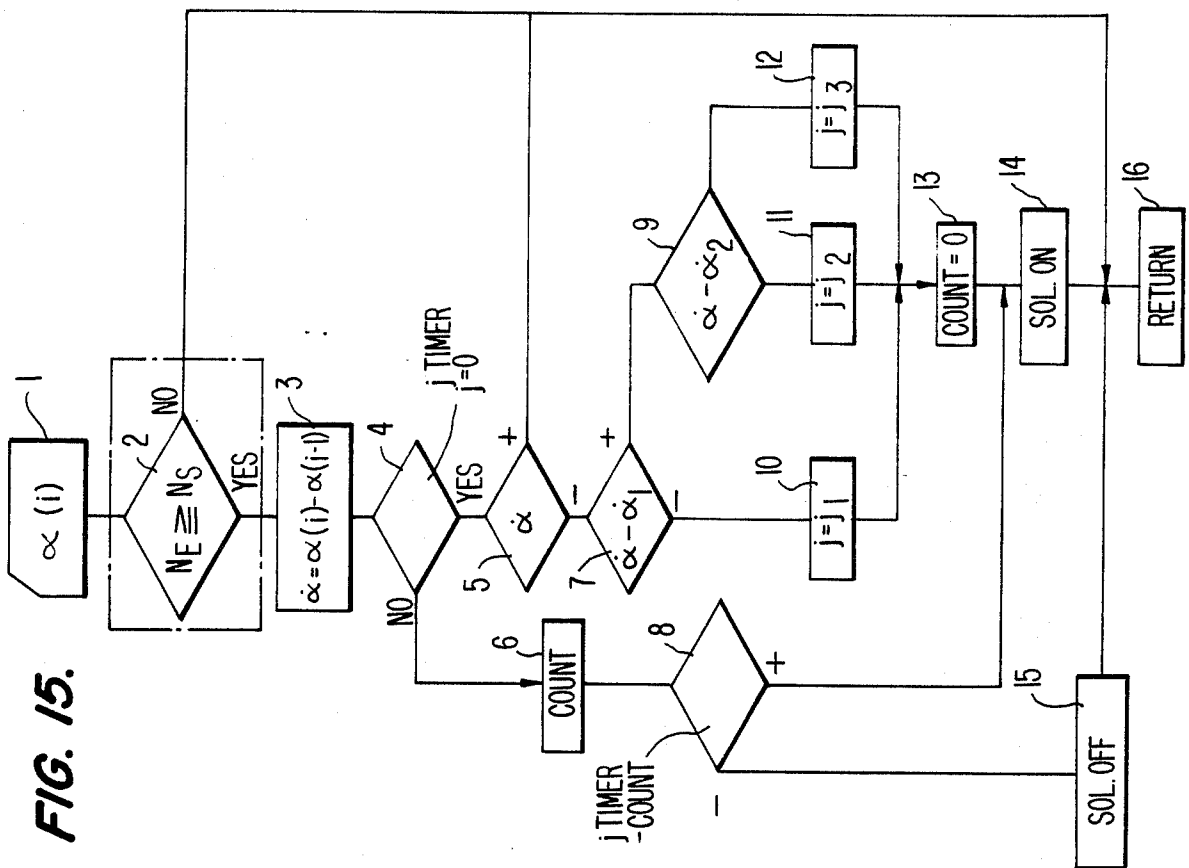 FIG. 15.
1
α (i)
2
N_E ≧ N_S
NO
YES
3
α̇ = α(i) - α(i-1)
4
j TIMER
j=0
NO
YES
5
α̇
+
-
6
COUNT
7
α̇ - α̇₁
+
-
8
j TIMER
-COUNT
+
-
9
α̇ - α̇₂
10
j = j₁
11
j = j₂
12
j = j₃
13
COUNT = 0
14
SOL. ON
15
SOL. OFF
16
RETURN